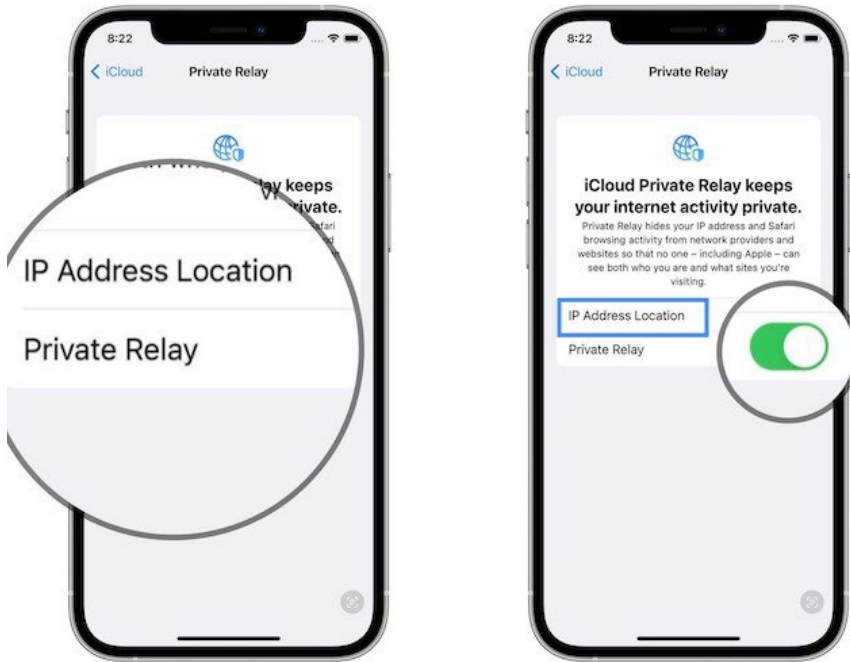 8:22
iCloud
Private Relay
keeps
IP Address Location
Private Relay
8:22
iCloud
Private Relay
iCloud Private Relay keeps
your internet activity private.
Private Relay hides your IP address and Safari
browsing activity from network providers and
websites so that no one – including Apple – can
see both who you are and what sites you're
visiting.
IP Address Location
Private Relay